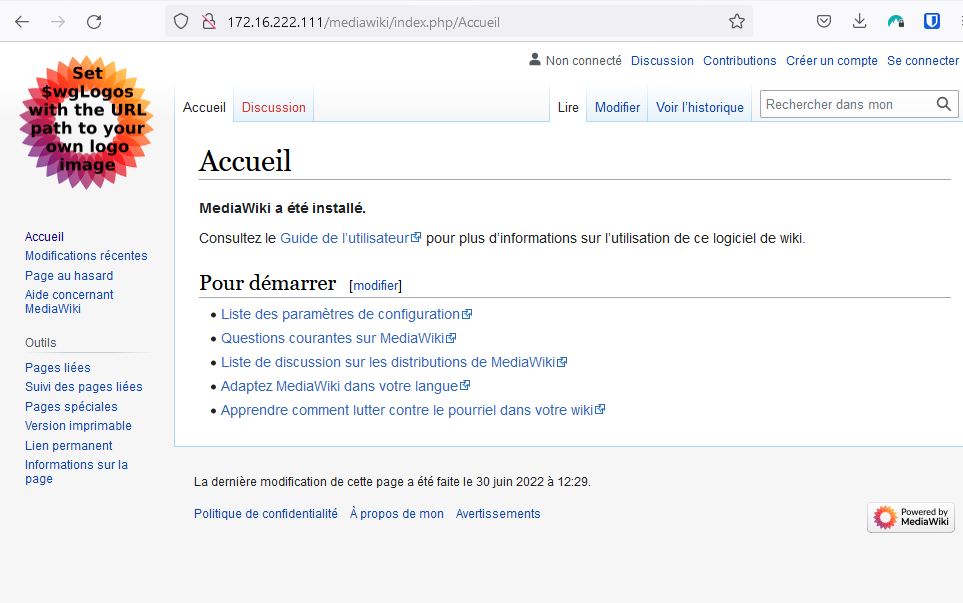 172.16.222.111/mediawiki/index.php/Accueil
Set
$wgLogos
with the URL
path to your
own logo
image
Non connecté Discussion Contributions Créer un compte Se connecter
Accueil Discussion Lire Modifier Voir l’historique Rechercher dans mon
Accueil
MediaWiki a été installé.
Consultez le Guide de l’utilisateur pour plus d’informations sur l’utilisation de ce logiciel de wiki.
Pour démarrer [modifier]
Liste des paramètres de configuration
Questions courantes sur MediaWiki
Liste de discussion sur les distributions de MediaWiki
Adaptez MediaWiki dans votre langue
Apprendre comment lutter contre le pourriel dans votre wiki
Accueil
Modifications récentes
Page au hasard
Aide concernant
MediaWiki
Outils
Pages liées
Suivi des pages liées
Pages spéciales
Version imprimable
Lien permanent
Informations sur la
page
La dernière modification de cette page a été faite le 30 juin 2022 à 12:29.
Politique de confidentialité À propos de mon Avertissements
Powered by
MediaWiki